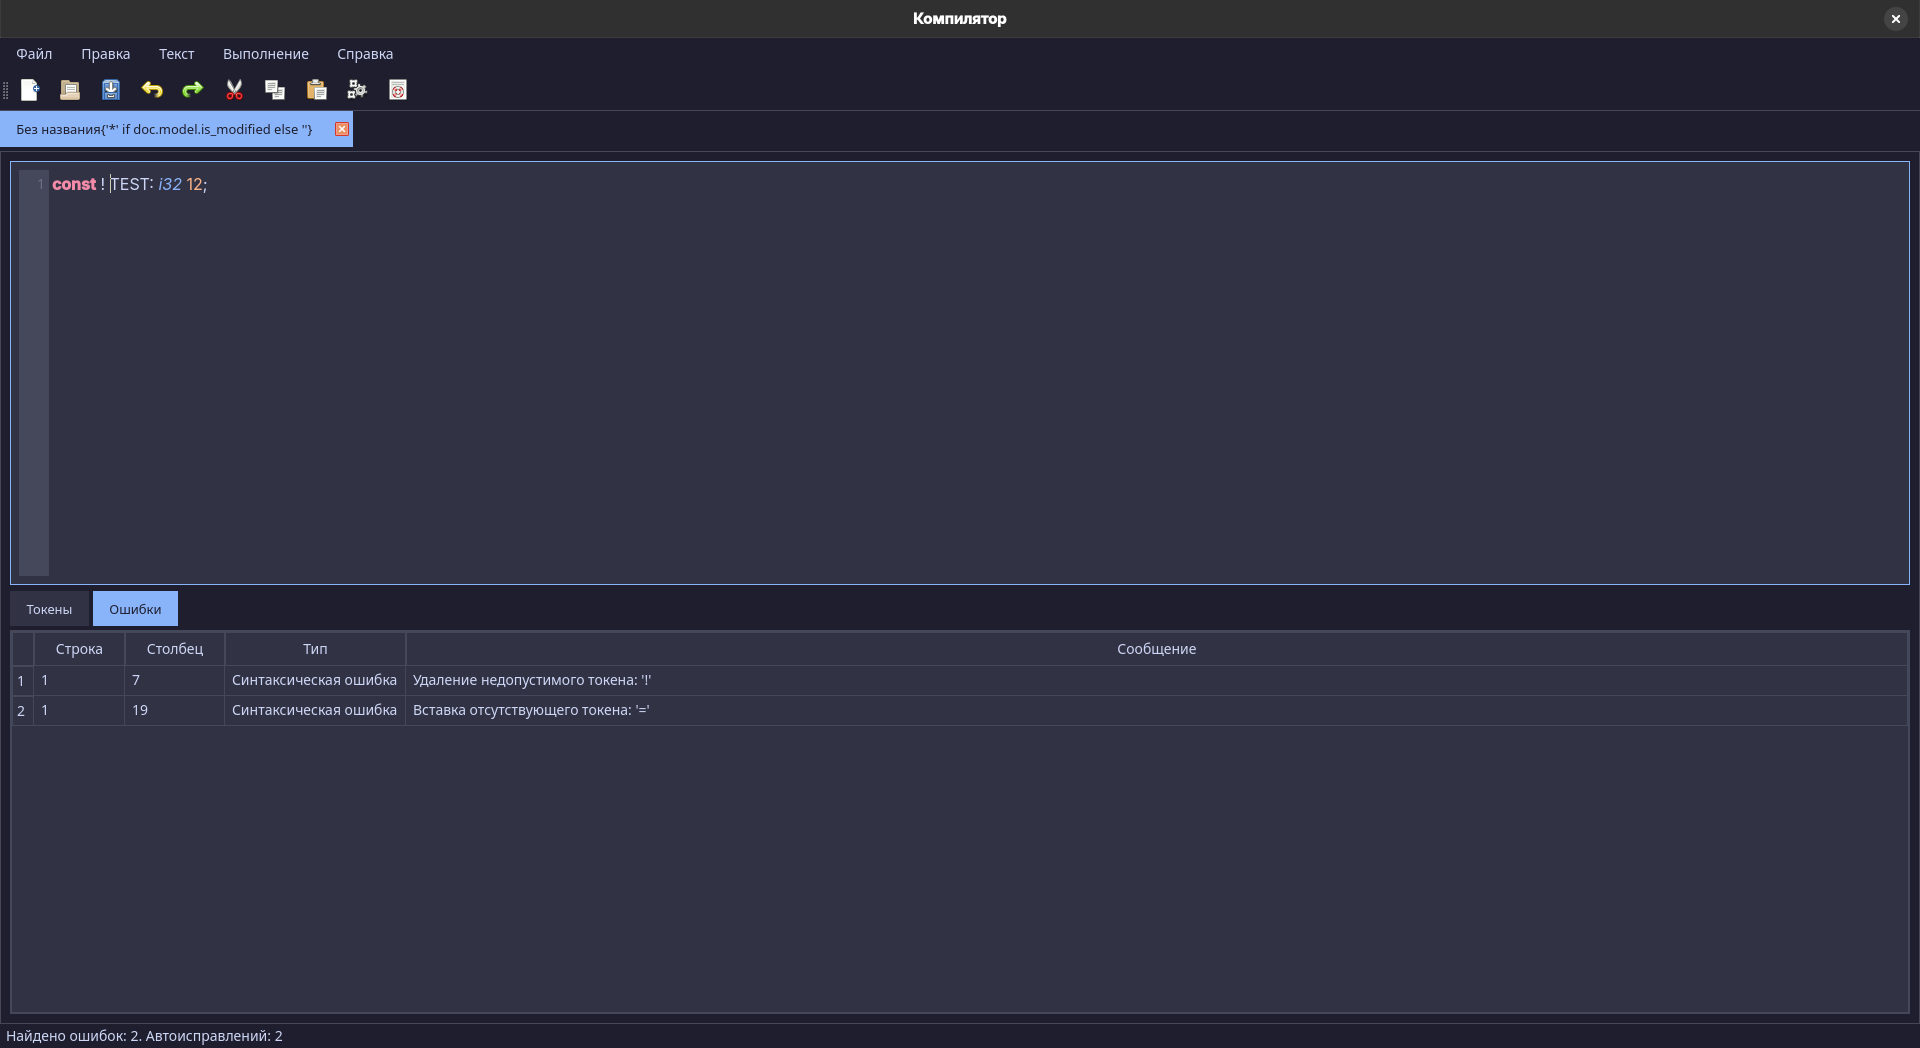 Компилятор
Файл Правка Текст Выполнение Справка
Без названия{'*' if doc.model.is_modified else ''}
1 const ! TEST: i32 12;
Токены Ошибки
Строка Столбец Тип Сообщение
1 1 7 Синтаксическая ошибка Удаление недопустимого токена: '!'
2 1 19 Синтаксическая ошибка Вставка отсутствующего токена: '='
Найдено ошибок: 2. Автоисправлений: 2